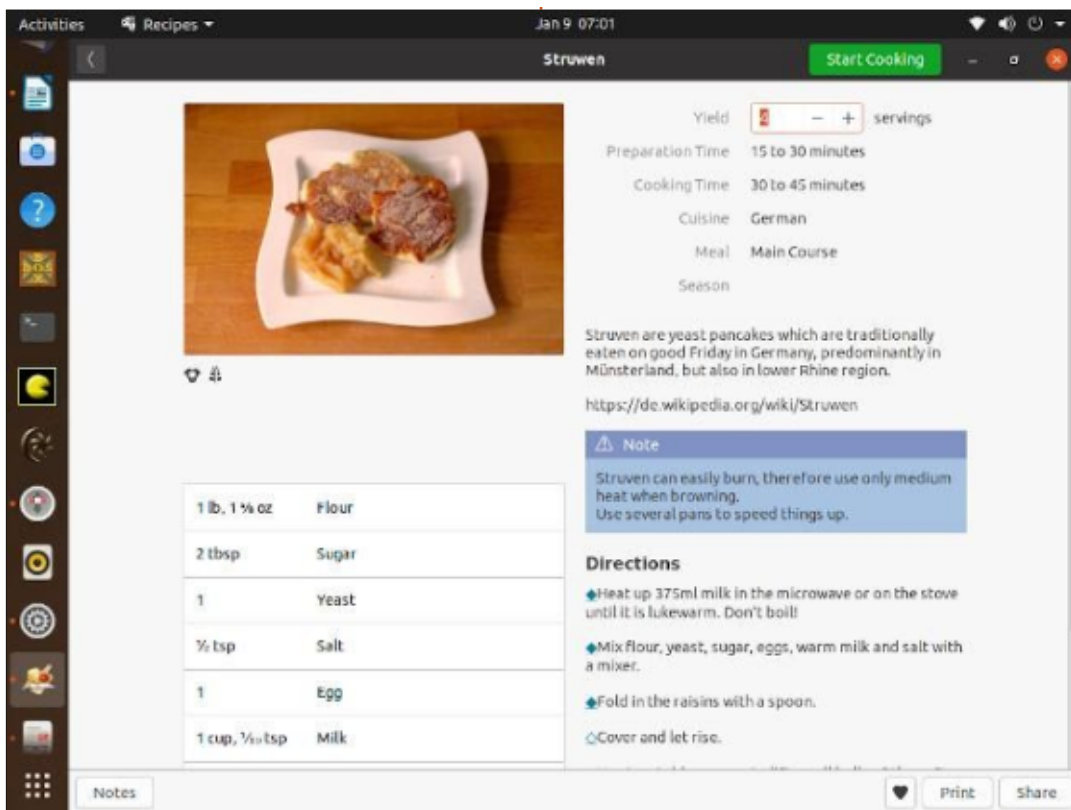 Activities
Recipes
Jan 9 07:01
Struwen
Start Cooking
Yield
4
− +
servings
Preparation Time
15 to 30 minutes
Cooking Time
30 to 45 minutes
Cuisine
German
Meal
Main Course
Season
Struven are yeast pancakes which are traditionally
eaten on good Friday in Germany, predominantly in
Münsterland, but also in lower Rhine region.
https://de.wikipedia.org/wiki/Struwen
Note
Struven can easily burn, therefore use only medium
heat when browning.
Use several pans to speed things up.
1 lb, 1 oz
Flour
2 tbsp
Sugar
1
Yeast
½ tsp
Salt
1
Egg
1 cup, tsp
Milk
Directions
Heat up 375ml milk in the microwave or on the stove
until it is lukewarm. Don't boil!
Mix flour, yeast, sugar, eggs, warm milk and salt with
a mixer.
Fold in the raisins with a spoon.
Cover and let rise.
Notes
Print
Share